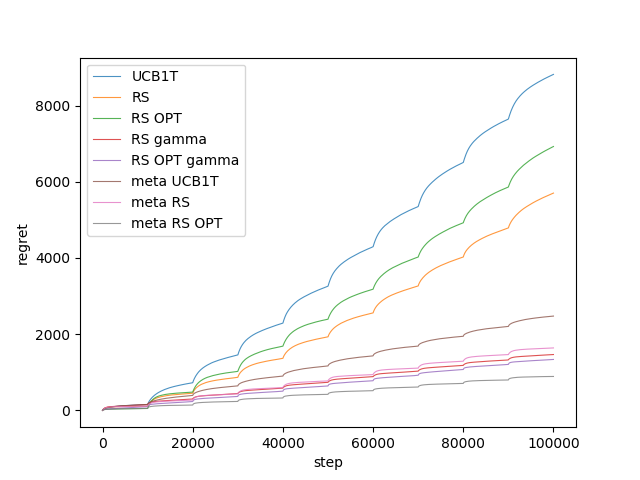 UCB1T
RS
RS OPT
RS gamma
RS OPT gamma
meta UCB1T
meta RS
meta RS OPT
8000
6000
4000
2000
0
regret
0 20000 40000 60000 80000 100000
step